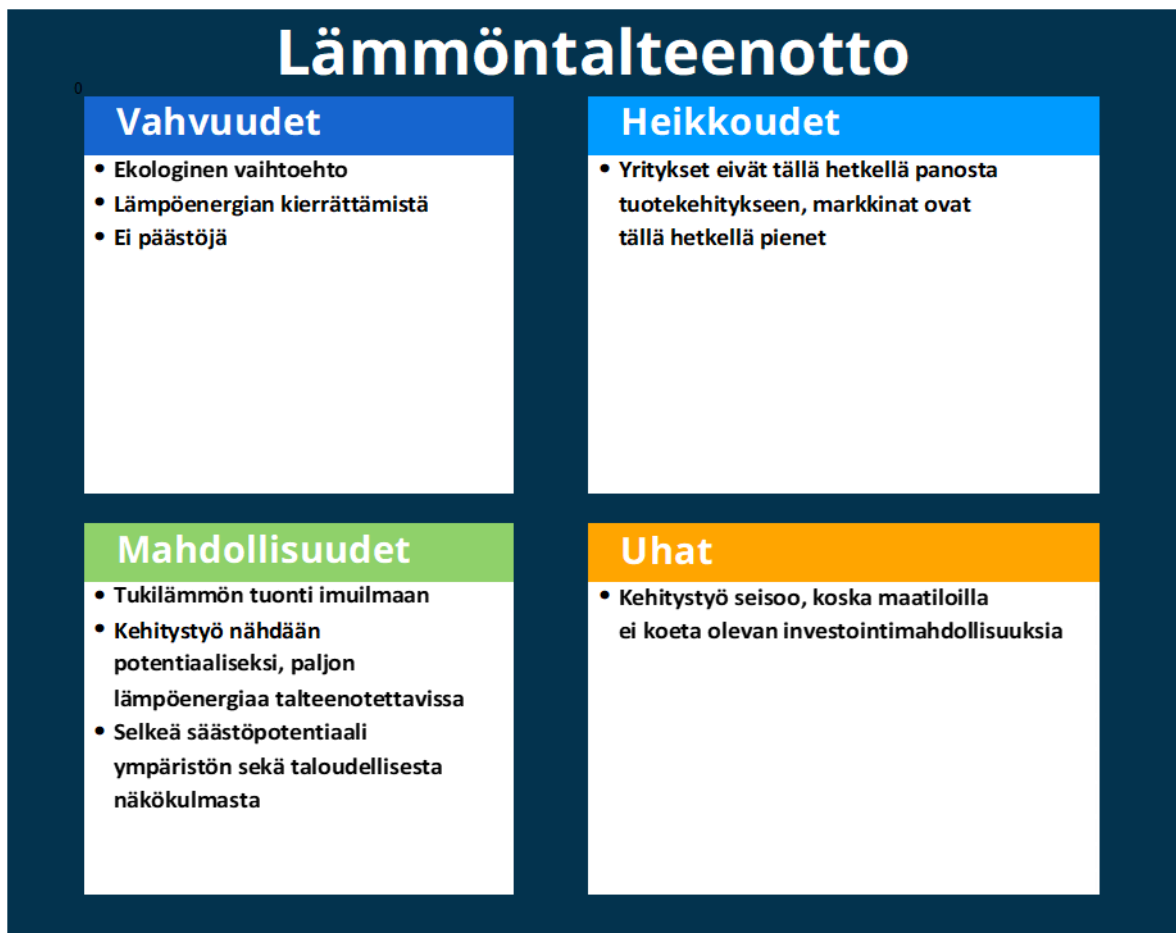 Lämmöntalteenotto
0
Vahvuudet
• Ekologinen vaihtoehto
• Lämpöenergian kierrättämistä
• Ei päästöjä
Heikkoudet
• Yritykset eivät tällä hetkellä panosta
tuotekehitykseen, markkinat ovat
tällä hetkellä pienet
Mahdollisuudet
• Tukilämmön tuonti imuilmaan
• Kehitystyö nähdään
potentiaaliseksi, paljon
lämpöenergiaa talteenotettavissa
• Selkeä säästöpotentiaali
ympäristön sekä taloudellisesta
näkökulmasta
Uhat
• Kehitystyö seisoo, koska maatiloilla
ei koeta olevan investointimahdollisuuksia